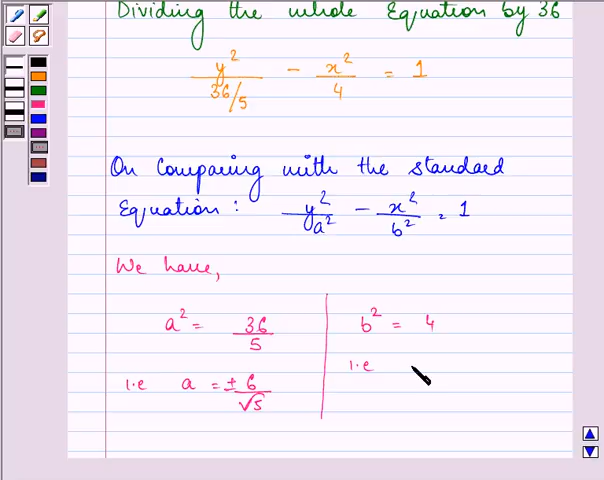 Dividing the whole Equation by 36
y²/(36/5) - x²/4 = 1
On Comparing with the standard
Equation: y²/a² - x²/b² = 1
We have,
a² = 36/5
i.e a = ±6/√5
b² = 4
i.e